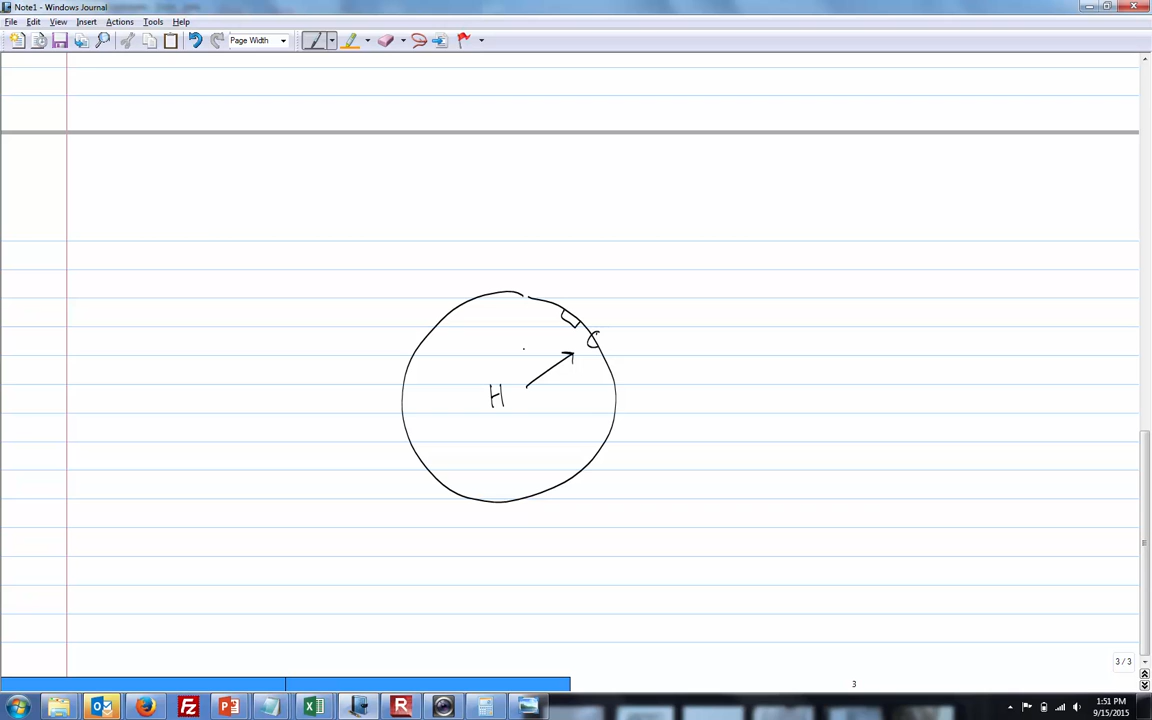 Note1 - Windows Journal
File Edit View Insert Actions Tools Help
Page Width
H
3 / 3
3
1:51 PM
9/15/2015